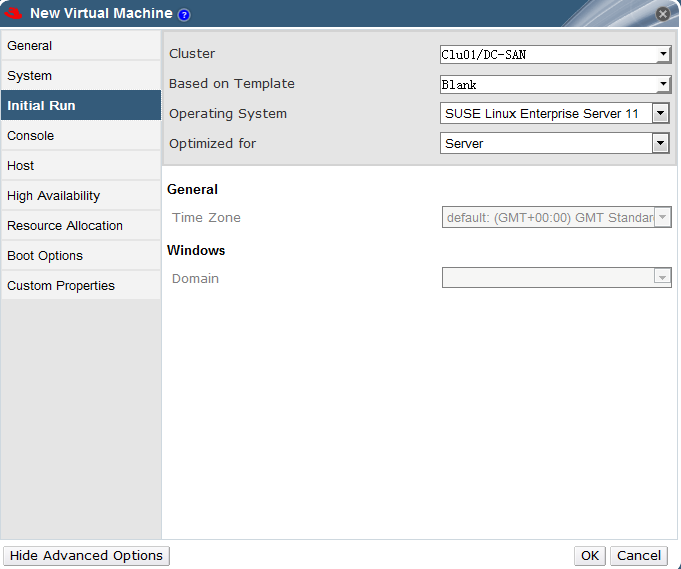 New Virtual Machine ?
General
System
Initial Run
Console
Host
High Availability
Resource Allocation
Boot Options
Custom Properties
Cluster Clu01/DC-SAN
Based on Template Blank
Operating System SUSE Linux Enterprise Server 11
Optimized for Server
General
Time Zone default: (GMT+00:00) GMT Standar
Windows
Domain
Hide Advanced Options OK Cancel